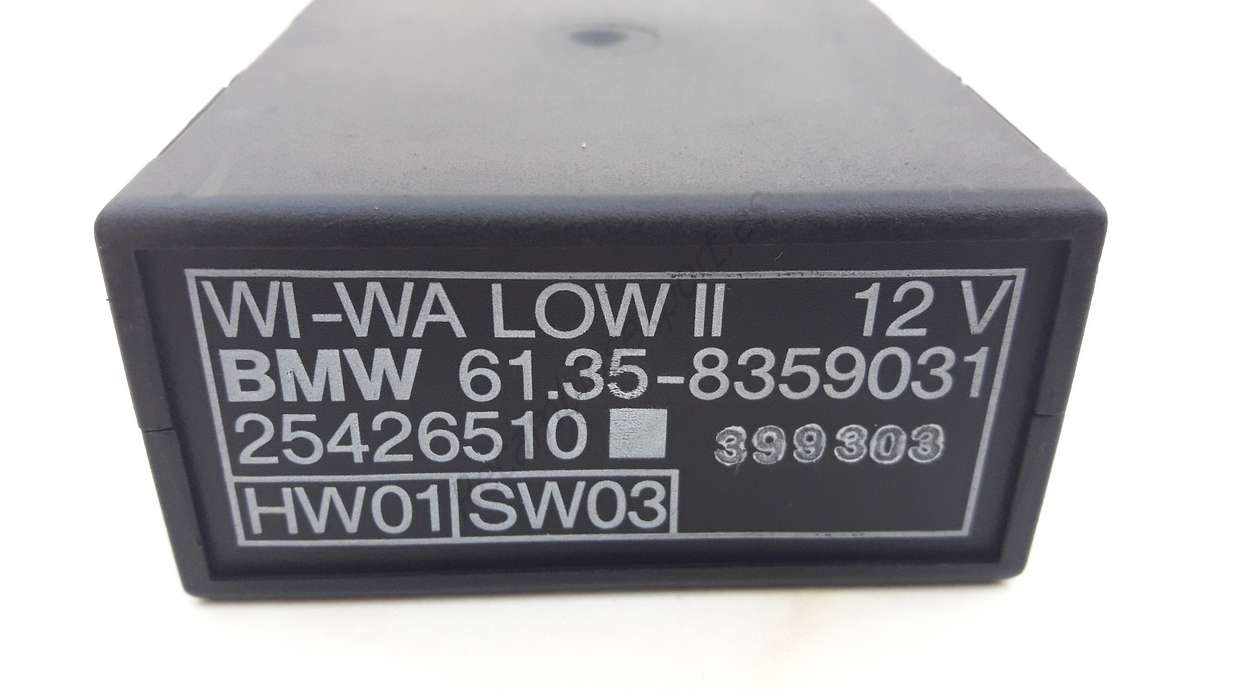 WI-WA LOW II 12 V
BMW 61.35-8359031
25426510 399303
HW01 SW03